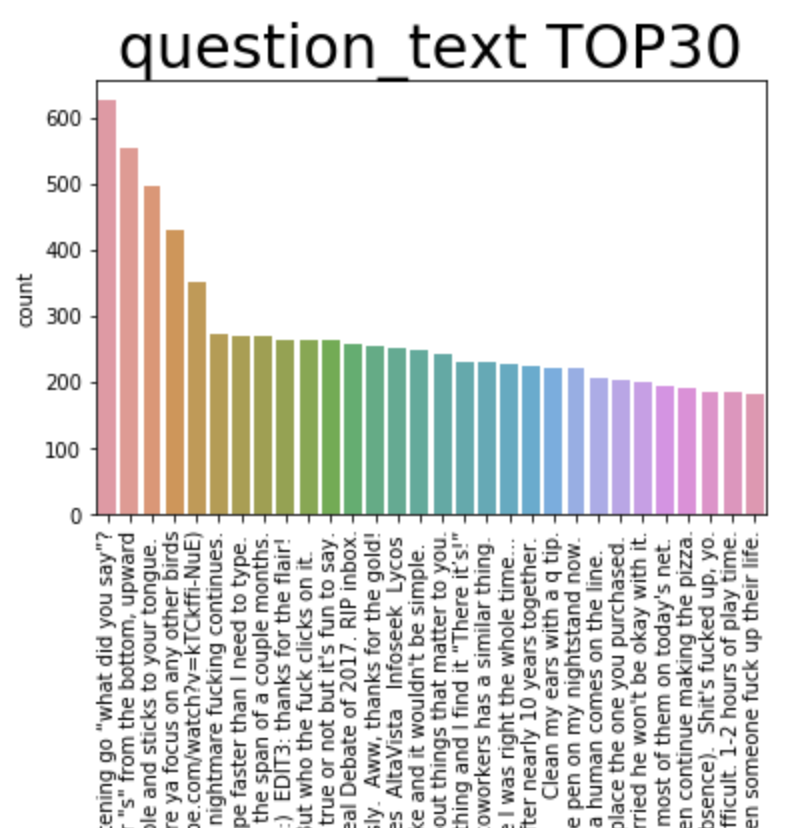 question_text TOP30
count
600
500
400
300
200
100
0
ening go "what did you say"?
"s" from the bottom, upward
and sticks to your tongue.
ya focus on any other birds
be.com/watch?v=kTCkffi-NuE)
nightmare fucking continues.
faster than I need to type.
the span of a couple months.
:) EDIT3: thanks for the flair!
But who the fuck clicks on it.
true or not but it's fun to say.
eal Debate of 2017. RIP inbox.
sly. Aww, thanks for the gold!
es AltaVista Infoseek Lycos
ke and it wouldn't be simple.
out things that matter to you.
thing and I find it "There it's!"
oworkers has a similar thing.
I was right the whole time...
fter nearly 10 years together.
Clean my ears with a q tip.
e pen on my nightstand now.
a human comes on the line.
place the one you purchased.
rried he won't be okay with it.
most of them on today's net.
en continue making the pizza.
osence). Shit's fucked up, yo.
fficult. 1-2 hours of play time.
en someone fuck up their life.